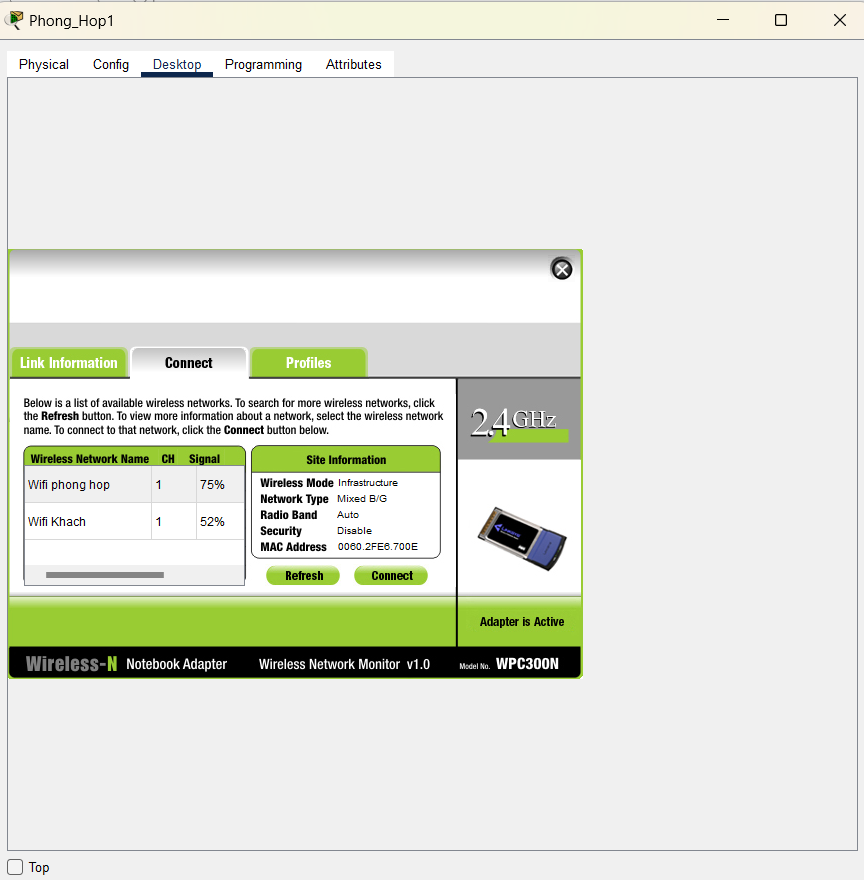 Phong_Hop1
Physical Config Desktop Programming Attributes
Link Information Connect Profiles
Below is a list of available wireless networks. To search for more wireless networks, click
the Refresh button. To view more information about a network, select the wireless network
name. To connect to that network, click the Connect button below.
2.4GHz
Wireless Network Name CH Signal
Wifi phong hop 1 75%
Wifi Khach 1 52%
Site Information
Wireless Mode Infrastructure
Network Type Mixed B/G
Radio Band Auto
Security Disable
MAC Address 0060.2FE6.700E
Refresh Connect
Adapter is Active
Wireless-N Notebook Adapter Wireless Network Monitor v1.0 Model No. WPC300N
Top